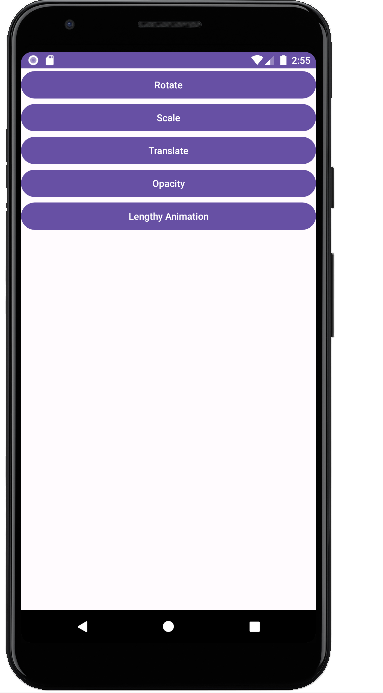 2:55
Rotate
Scale
Translate
Opacity
Lengthy Animation